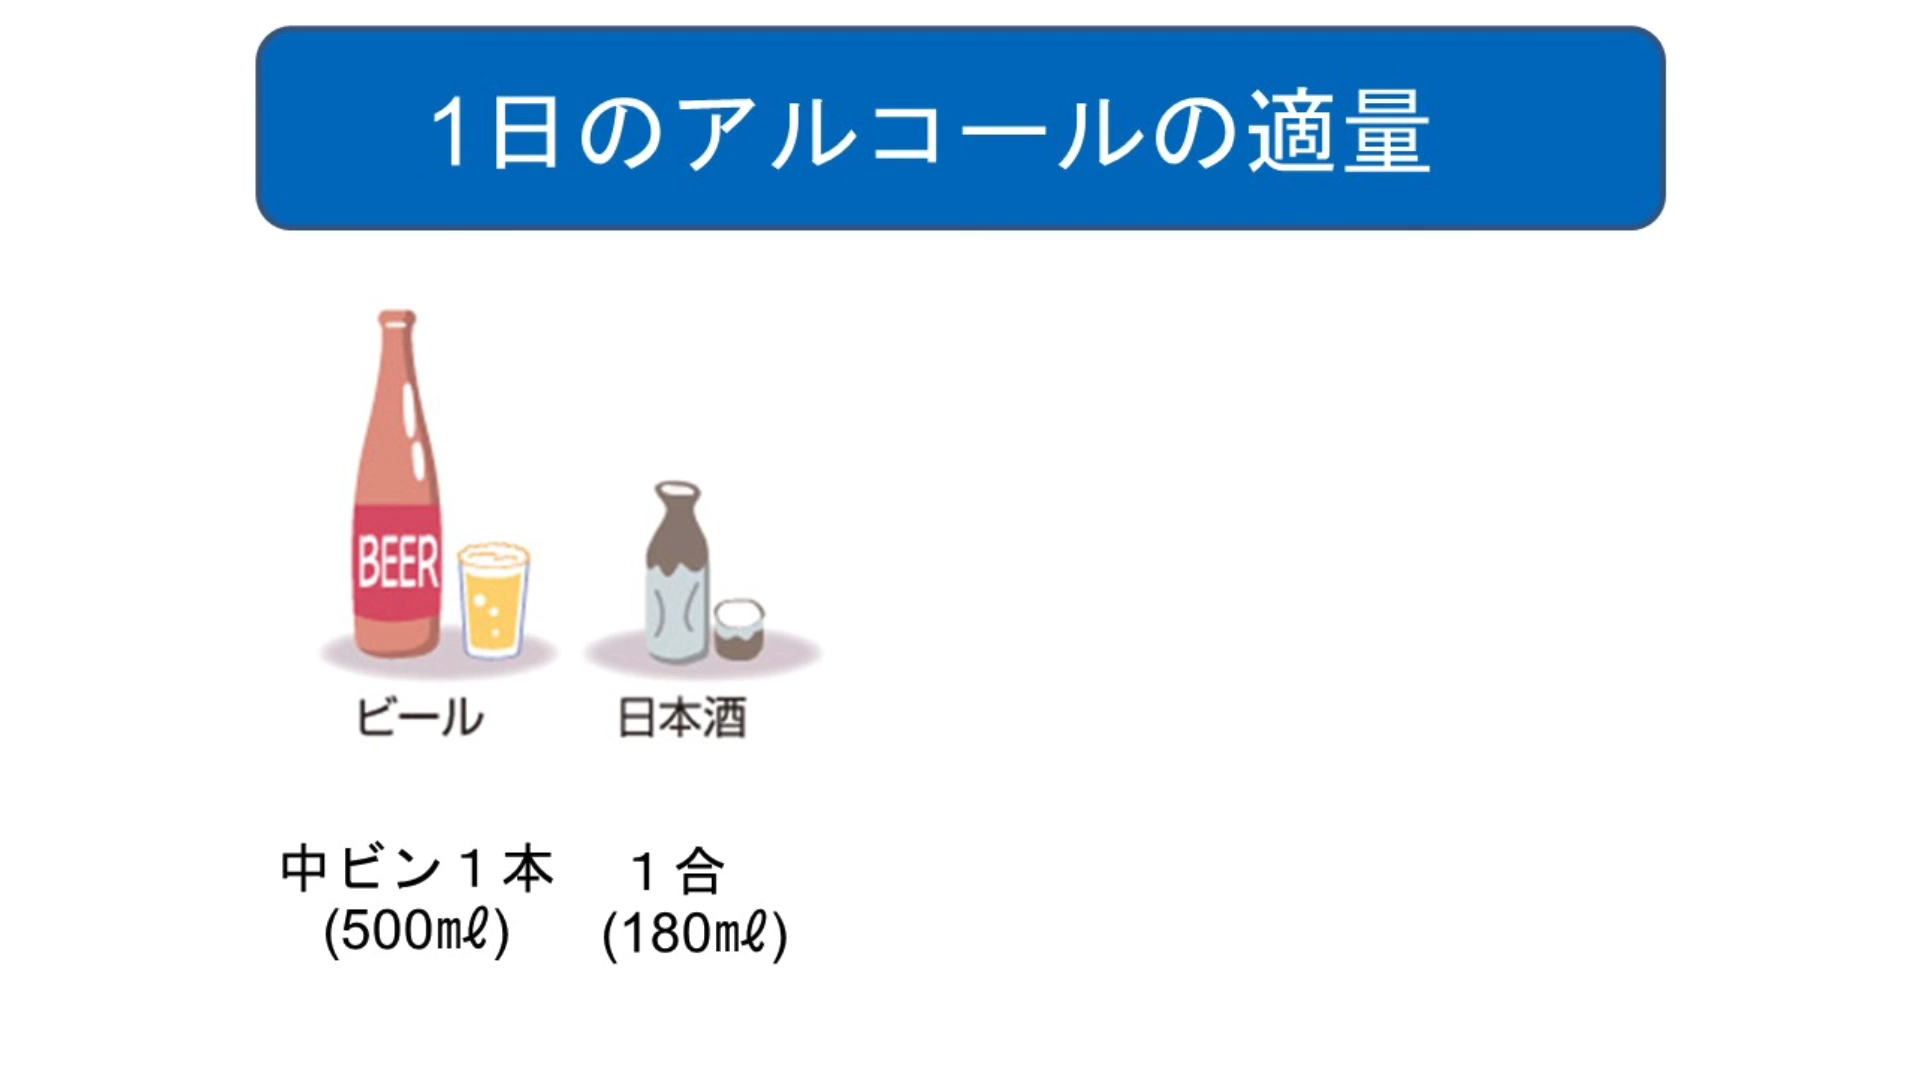 1日のアルコールの適量
BEER
ビール
日本酒
中ビン１本
(500㎖)
１合
(180㎖)